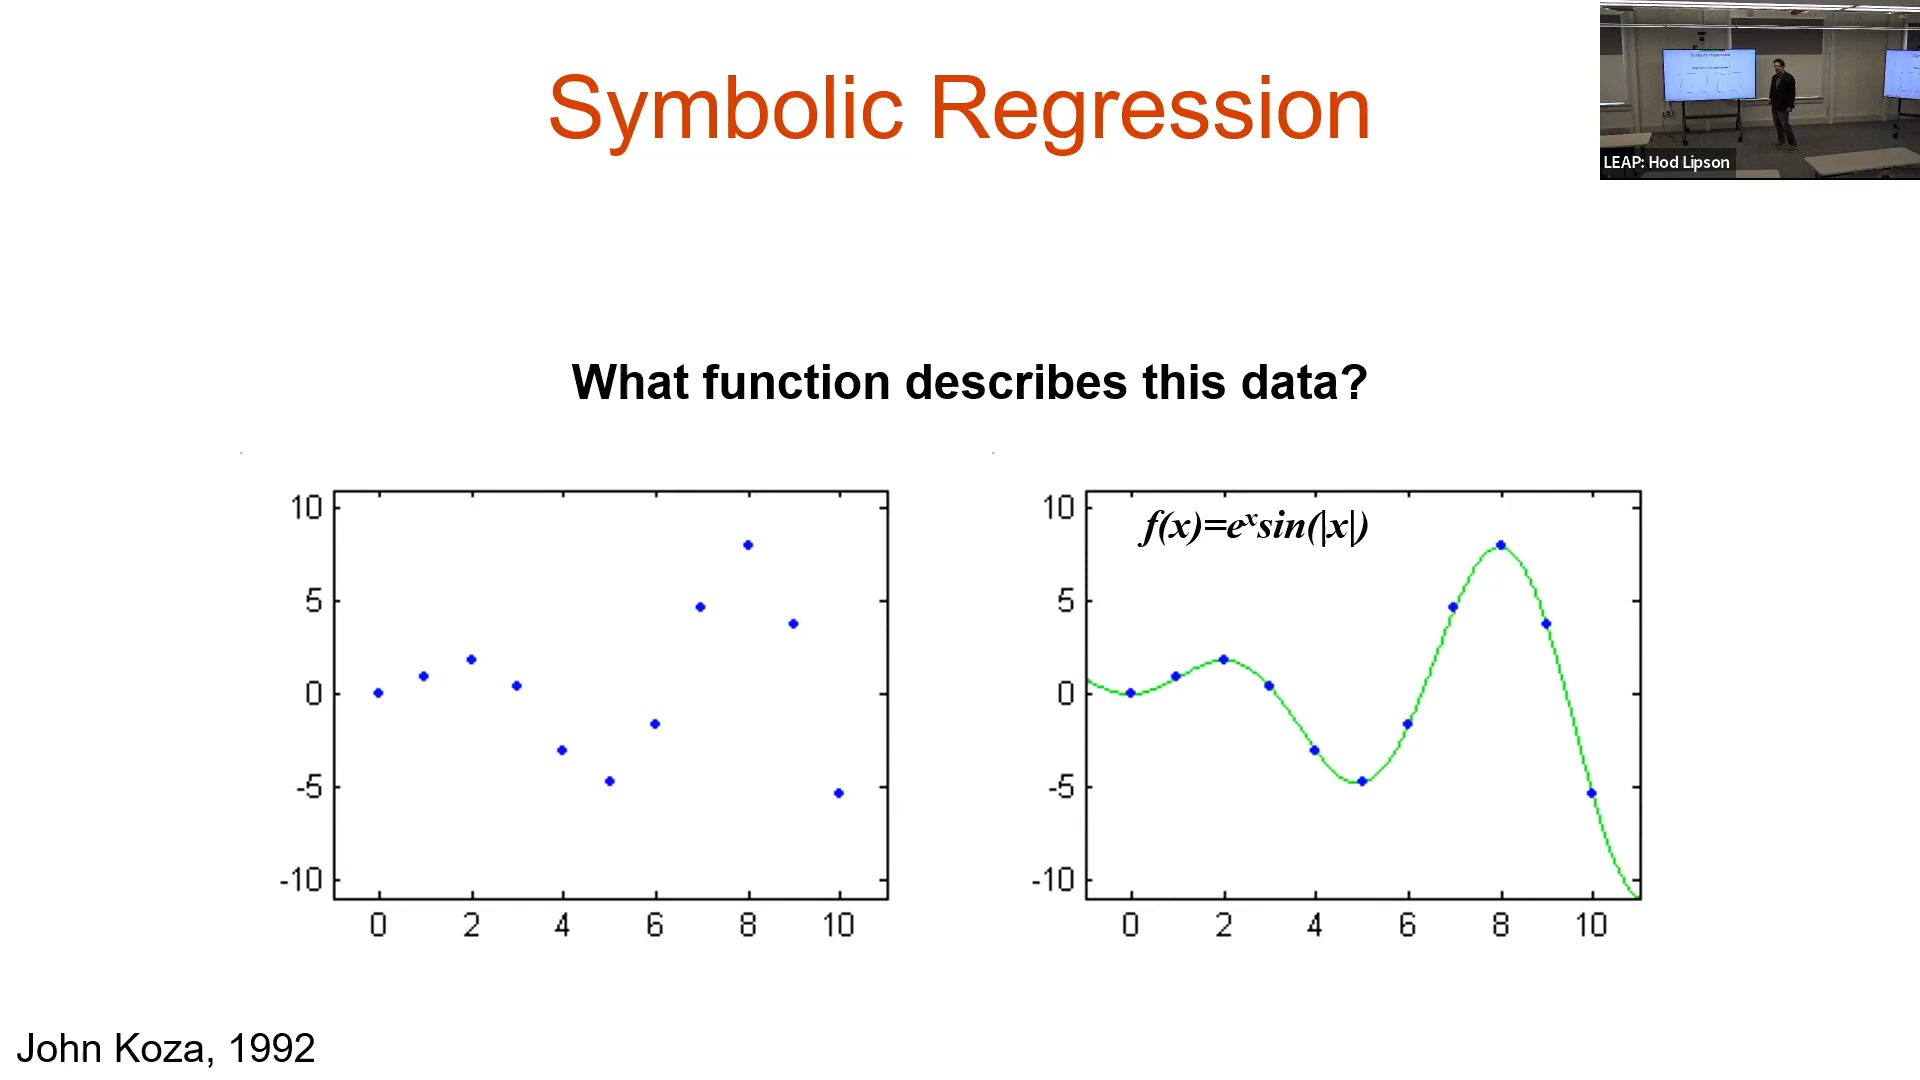 Symbolic Regression
LEAP: Hod Lipson
What function describes this data?
10
5
0
-5
-10
0 2 4 6 8 10
f(x)=eˣsin(|x|)
10
5
0
-5
-10
0 2 4 6 8 10
John Koza, 1992